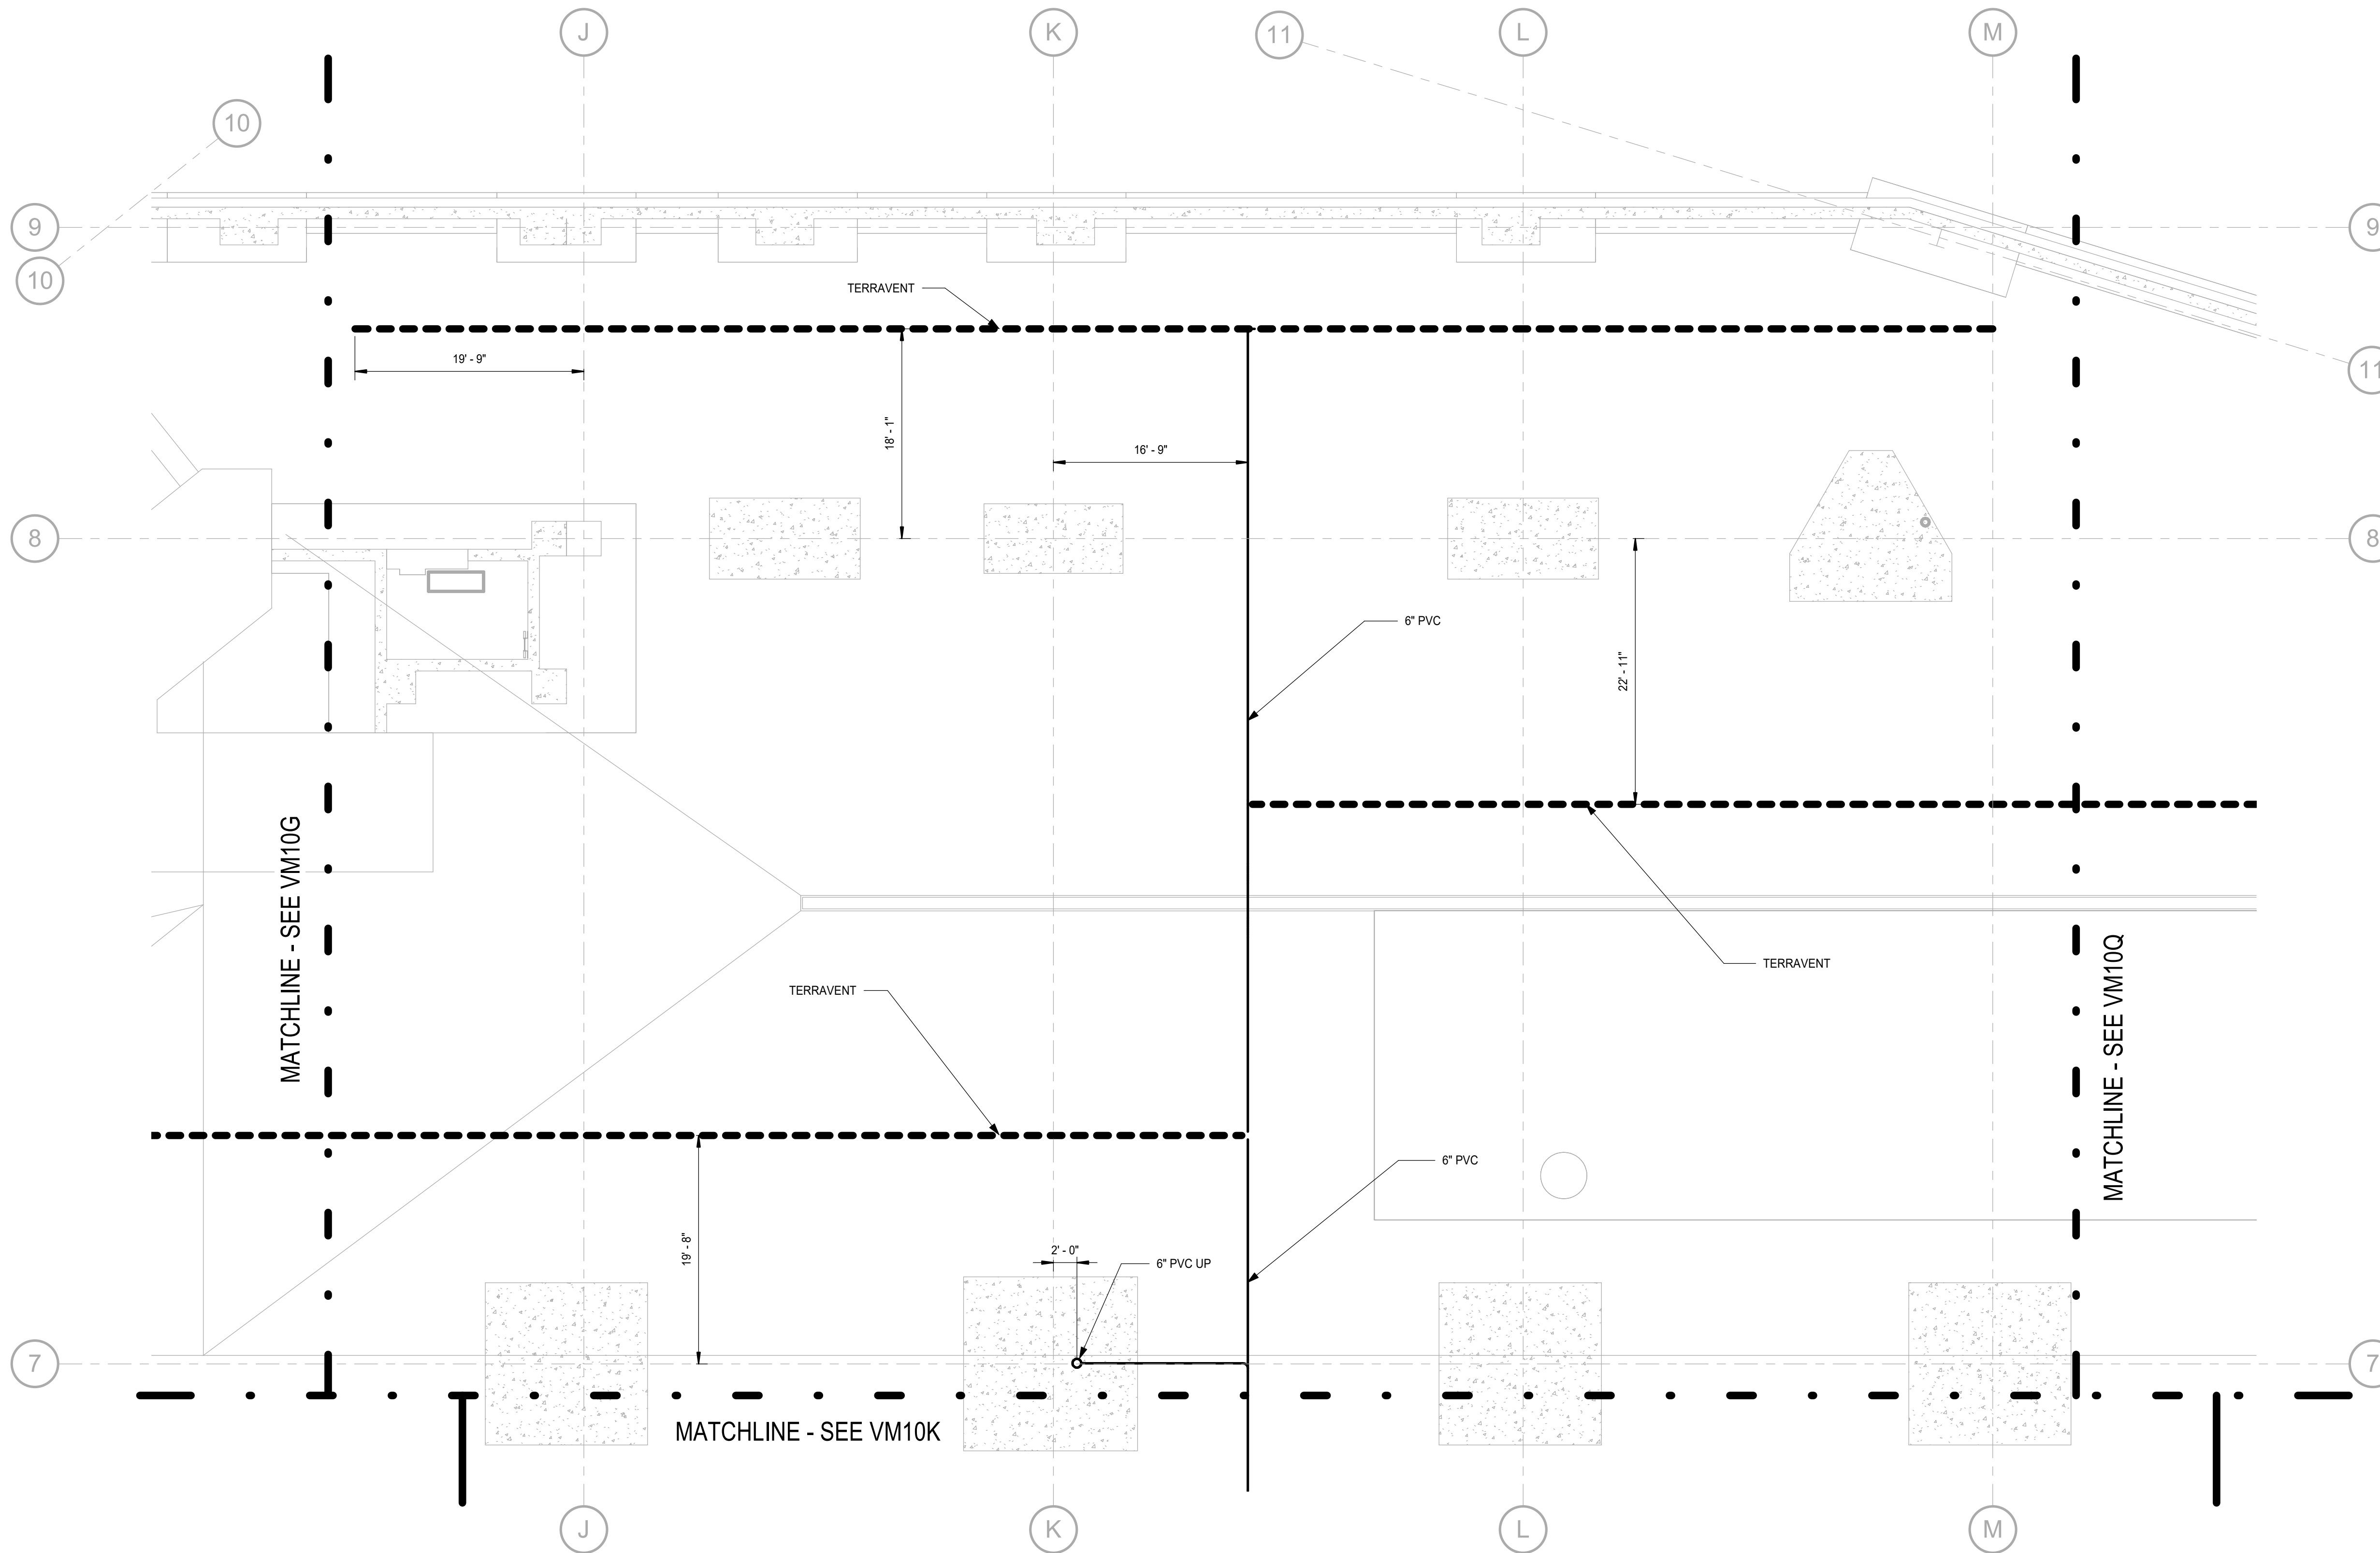 J
K
11
L
M
10
9
9
10
TERRAVENT
19' - 9"
11
18' - 1"
16' - 9"
8
8
6" PVC
22' - 11"
MATCHLINE - SEE VM10G
TERRAVENT
MATCHLINE - SEE VM10Q
TERRAVENT
6" PVC
19' - 8"
2' - 0"
6" PVC UP
7
7
MATCHLINE - SEE VM10K
J
K
L
M